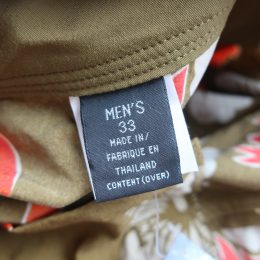 MEN'S
33
MADE IN/
FABRIQUE EN
THAILAND
CONTENT (OVER)